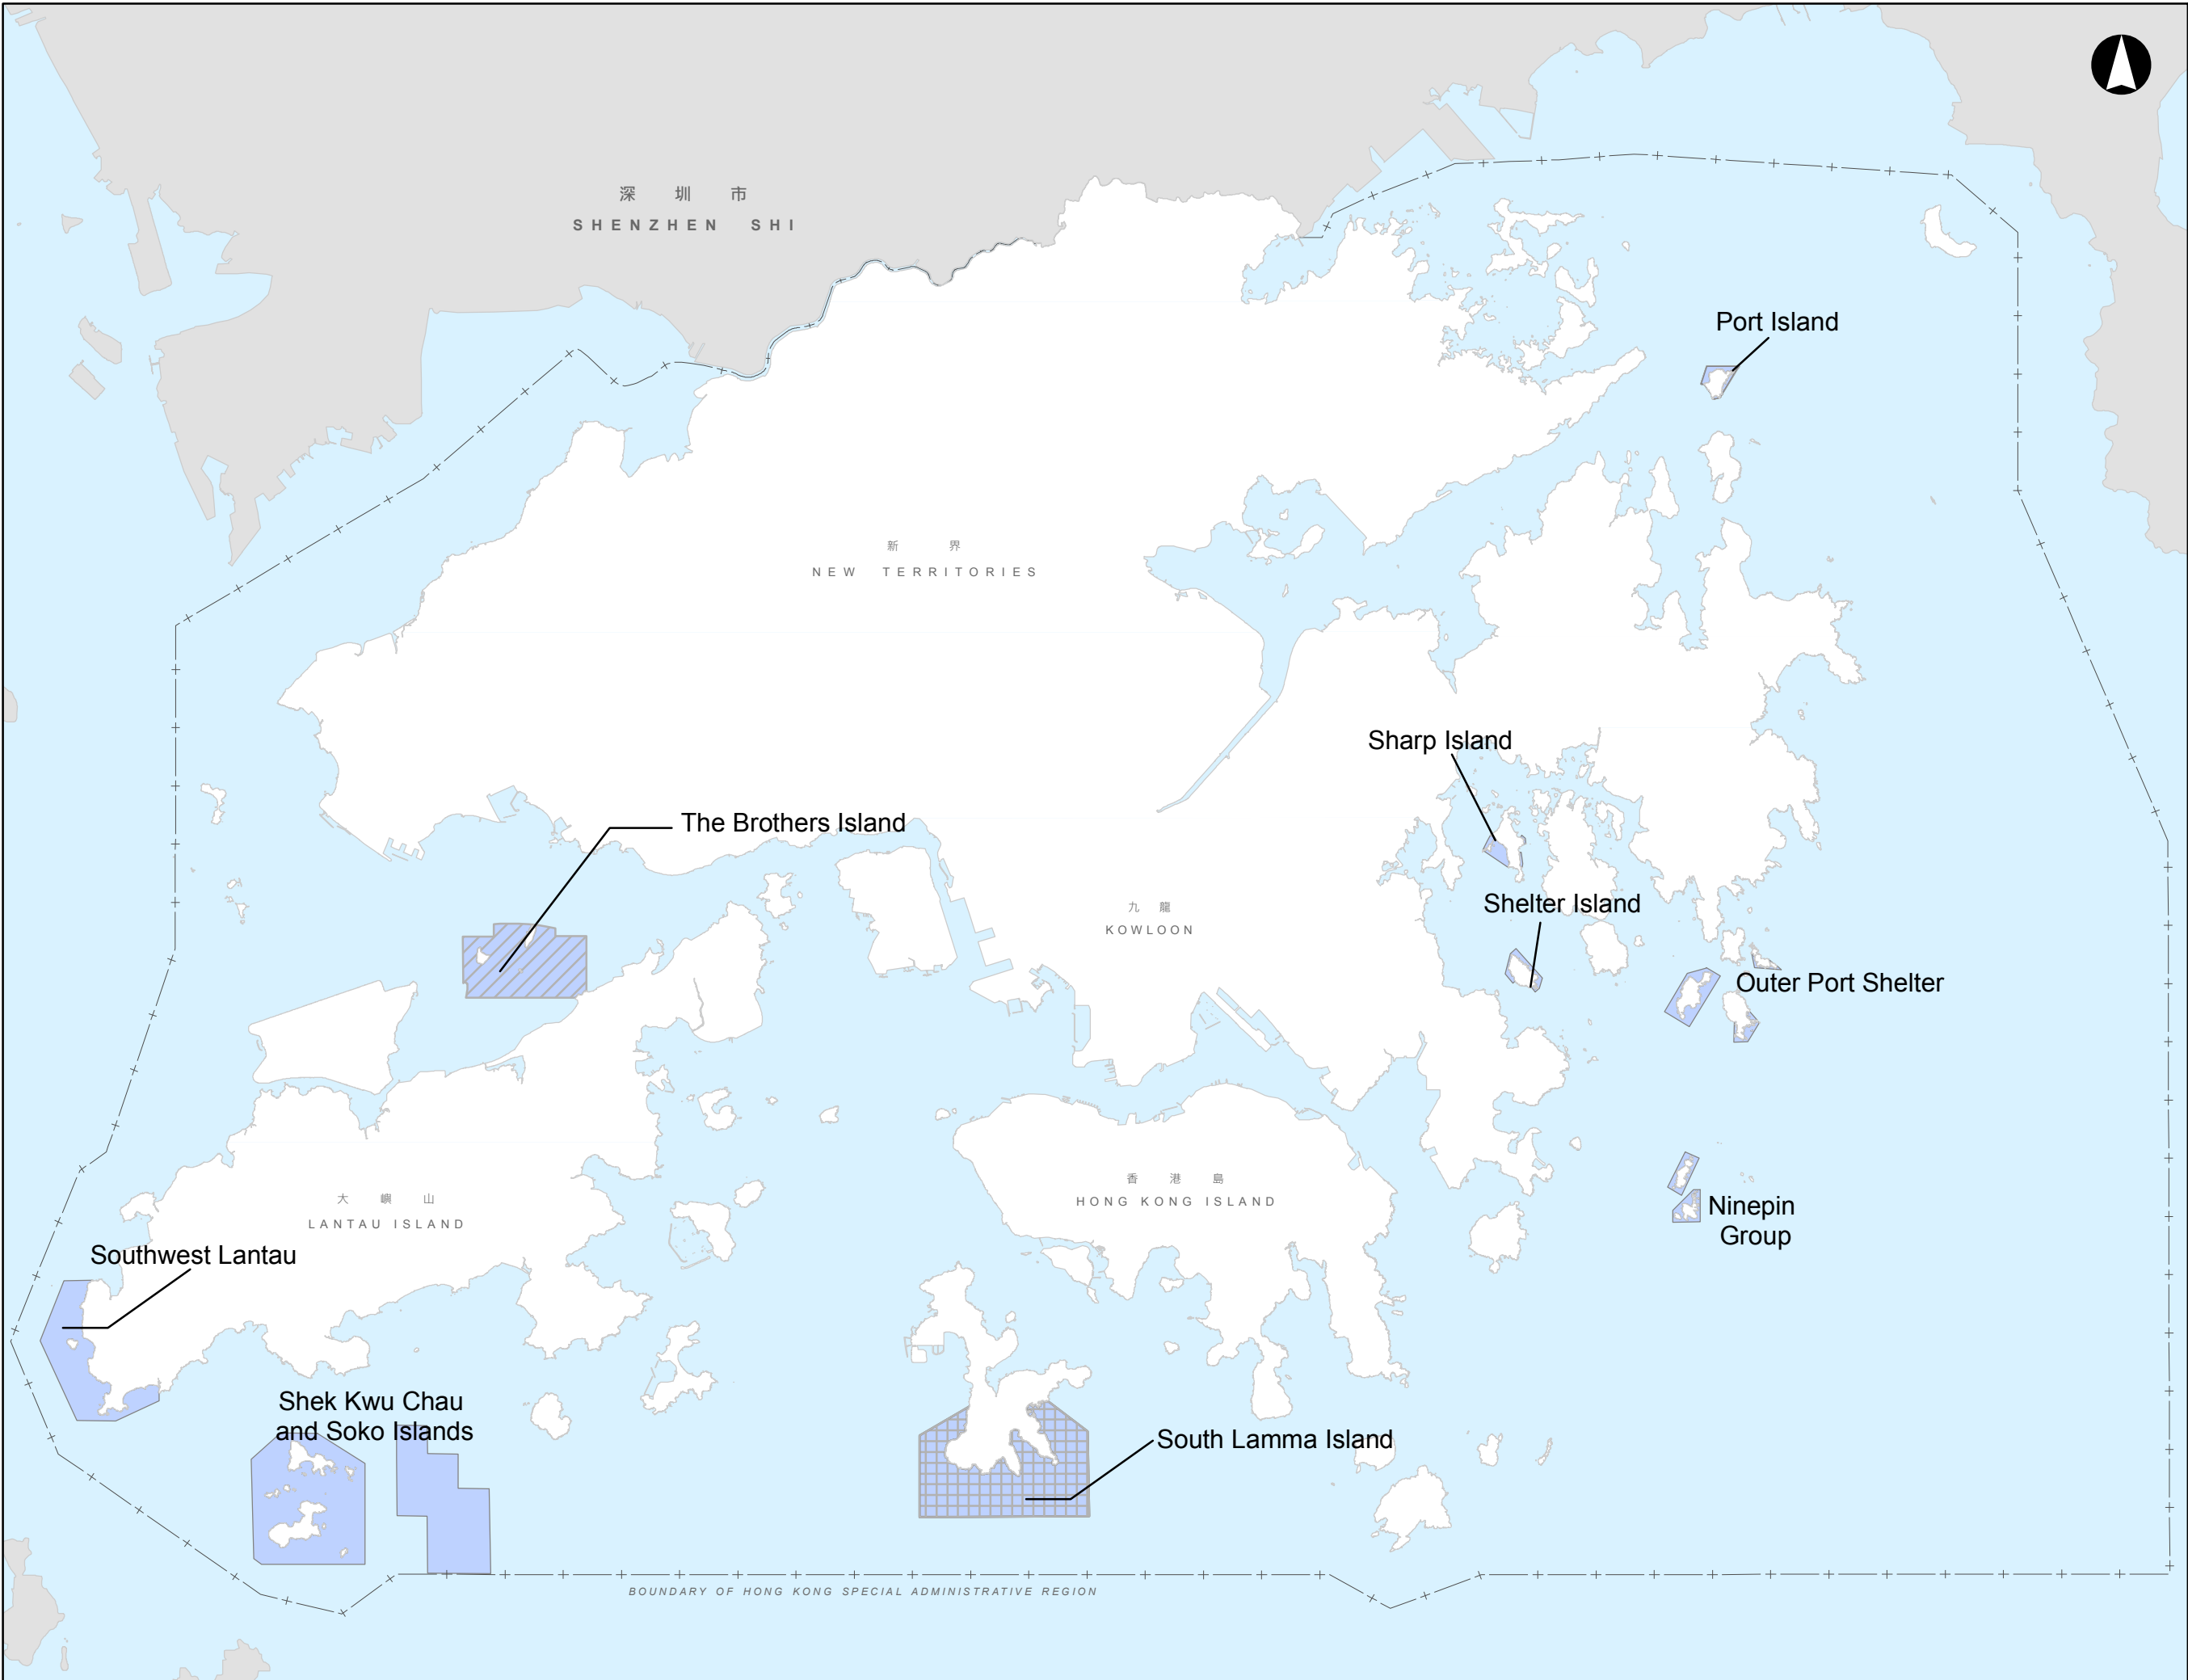 深 圳 市
SHENZHEN SHI
Port Island
新 界
NEW TERRITORIES
Sharp Island
The Brothers Island
Shelter Island
九 龍
KOWLOON
Outer Port Shelter
香 港 島
HONG KONG ISLAND
大 嶼 山
LANTAU ISLAND
Ninepin
Group
Southwest Lantau
Shek Kwu Chau
and Soko Islands
South Lamma Island
BOUNDARY OF HONG KONG SPECIAL ADMINISTRATIVE REGION